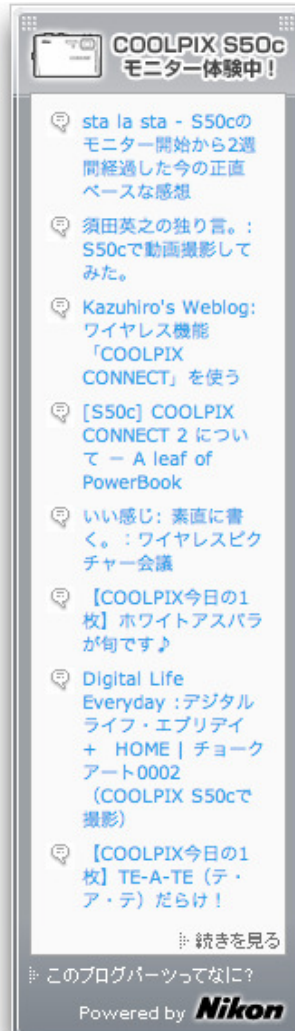 COOLPIX S50c
モニター体験中！
sta la sta - S50cの
モニター開始から2週
間経過した今の正直
ベースな感想
須田英之の独り言。:
S50cで動画撮影して
みた。
Kazuhiro's Weblog:
ワイヤレス機能
「COOLPIX
CONNECT」を使う
[S50c] COOLPIX
CONNECT 2 につい
て － A leaf of
PowerBook
いい感じ: 素直に書
く。：ワイヤレスピク
チャー会議
【COOLPIX今日の1
枚】ホワイトアスパラ
が旬です♪
Digital Life
Everyday :デジタル
ライフ・エブリデイ
+ HOME | チョーク
アート0002
（COOLPIX S50cで
撮影）
【COOLPIX今日の1
枚】TE-A-TE（テ・
ア・テ）だらけ！
続きを見る
このブログパーツってなに?
Powered by Nikon